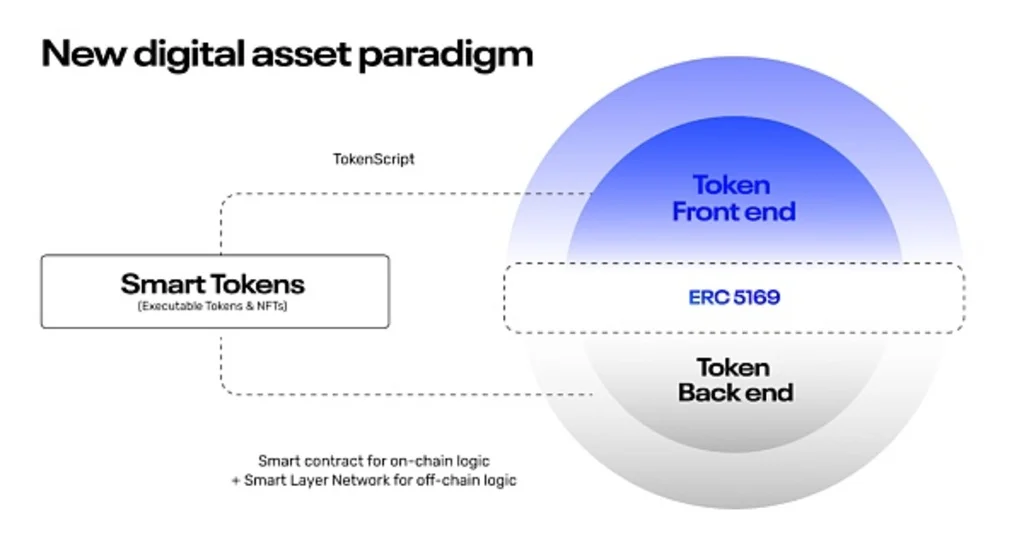 New digital asset paradigm
TokenScript
Token
Front end
Smart Tokens
(Executable Tokens & NFTs)
ERC 5169
Token
Back end
Smart contract for on-chain logic
+ Smart Layer Network for off-chain logic